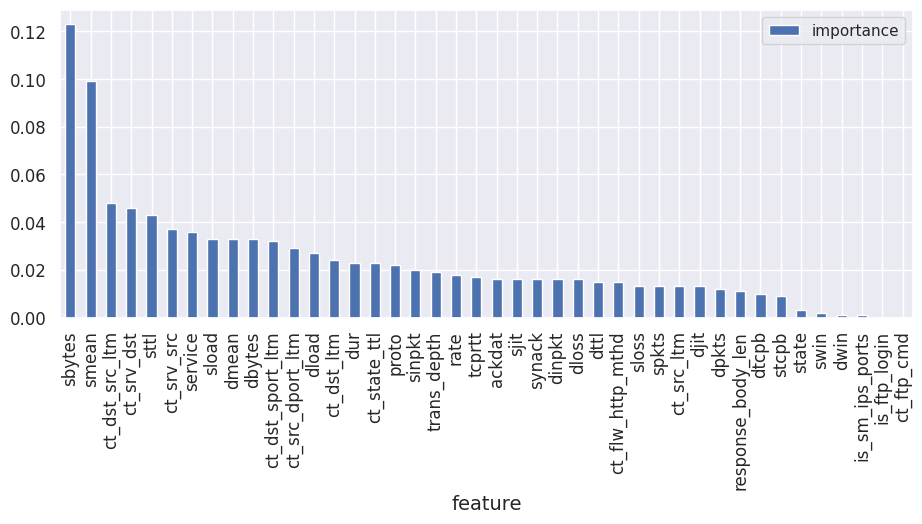 importance
0.12
0.10
0.08
0.06
0.04
0.02
0.00
sbytes
smean
ct_dst_src_ltm
ct_srv_dst
sttl
ct_srv_src
service
sload
dmean
dbytes
ct_dst_sport_ltm
ct_src_dport_ltm
dload
ct_dst_ltm
dur
ct_state_ttl
proto
sinpkt
trans_depth
rate
tcprtt
ackdat
sjit
synack
dinpkt
dloss
dttl
ct_flw_http_mthd
sloss
spkts
ct_src_ltm
djit
dpkts
response_body_len
dtcpb
stcpb
state
swin
dwin
is_sm_ips_ports
is_ftp_login
ct_ftp_cmd
feature